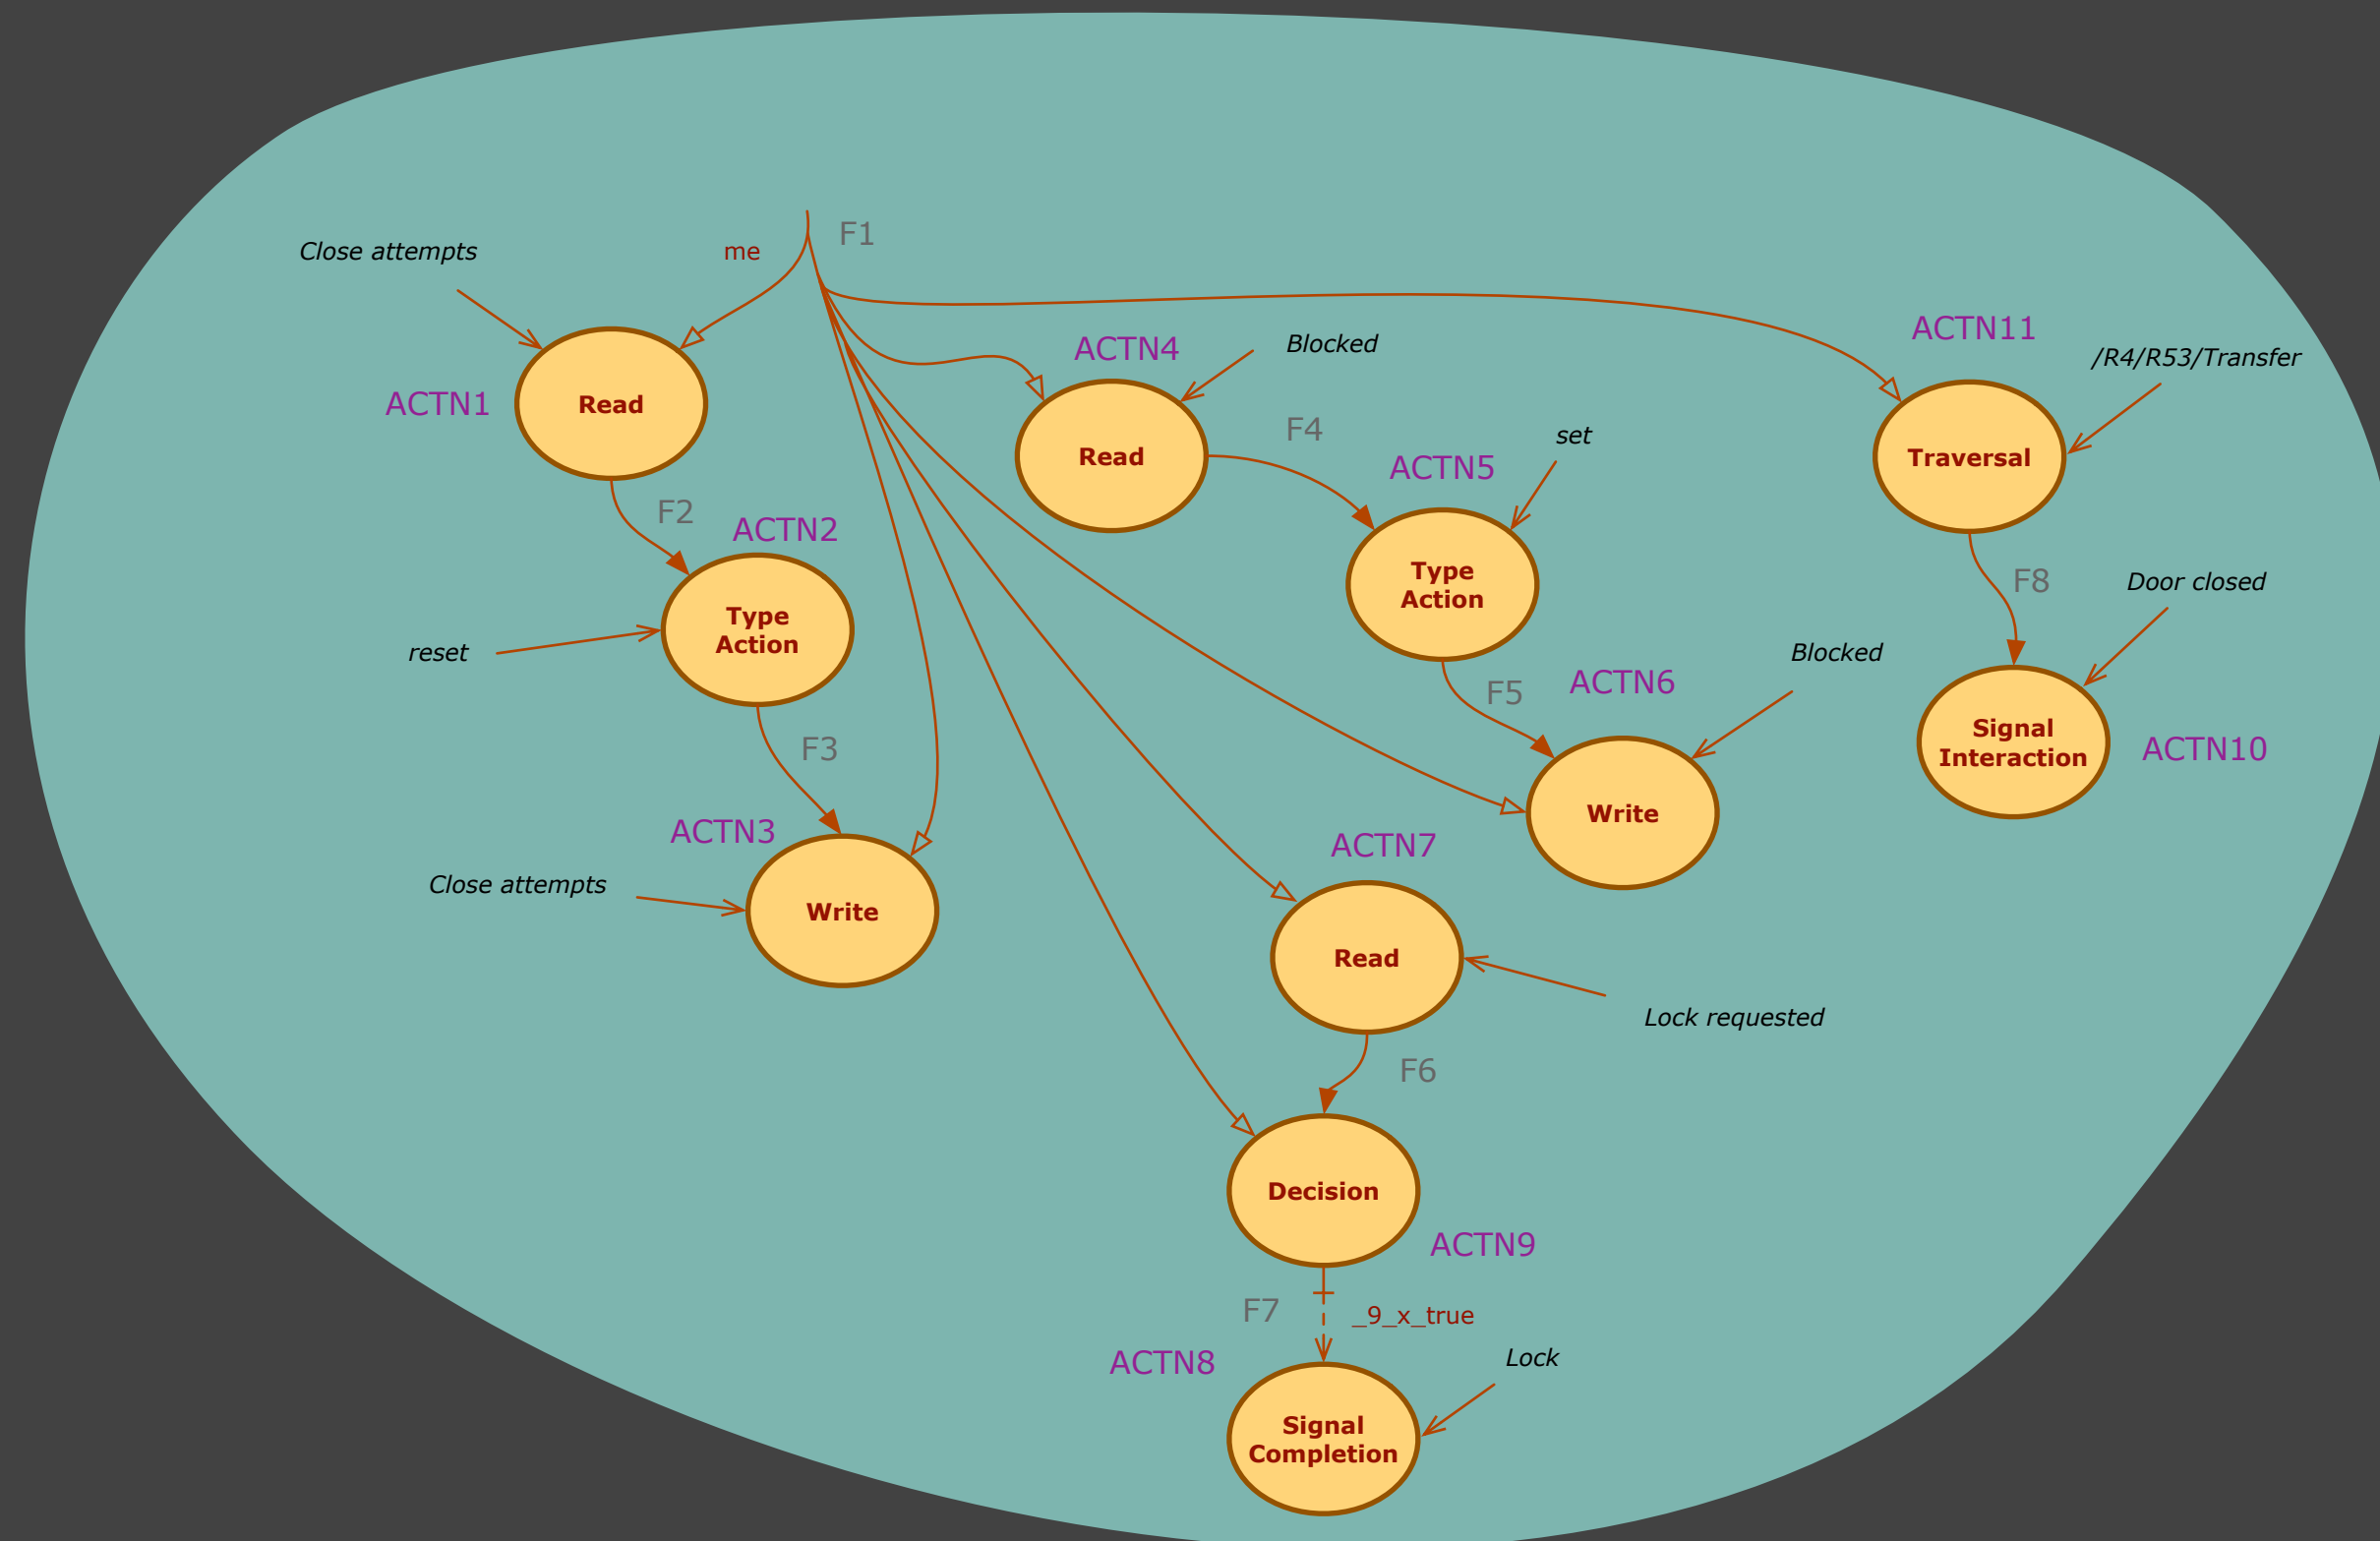 F1
Close attempts
me
ACTN11
Blocked
ACTN4
/R4/R53/Transfer
ACTN1
Read
F4
set
Read
Traversal
ACTN5
F2
ACTN2
Type
Action
F8
Door closed
Type
Action
reset
Blocked
ACTN6
F5
Signal
Interaction
ACTN10
F3
Write
ACTN3
ACTN7
Close attempts
Write
Read
Lock requested
F6
Decision
ACTN9
F7
_9_x_true
ACTN8
Lock
Signal
Completion